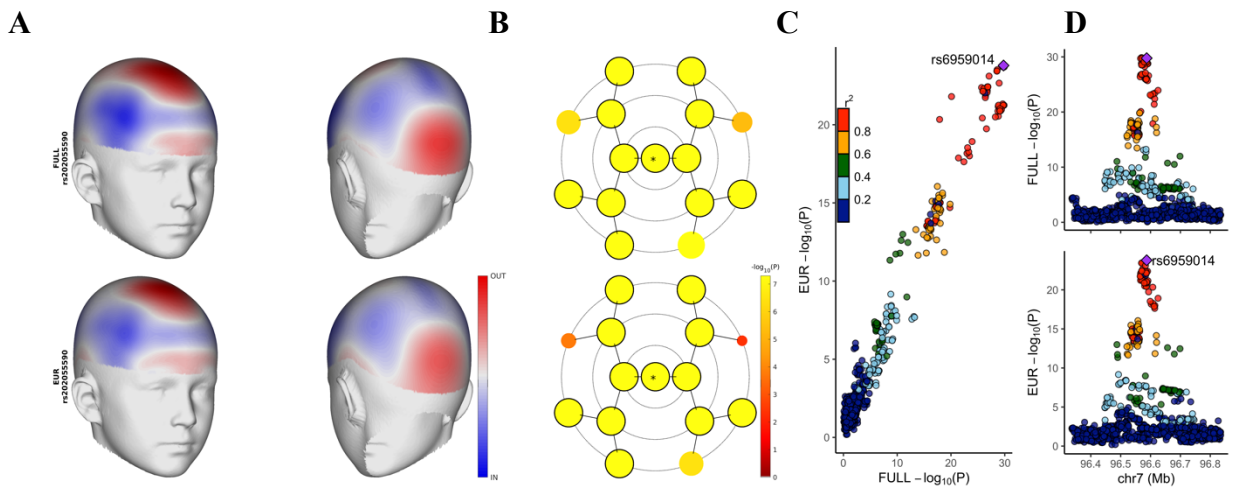 A
B
C
D
FULL
rs202055590
EUR
rs202055590
OUT
IN
*
*
-log10(P)
7
6
5
4
3
2
1
0
rs6959014
r2
0.8
0.6
0.4
0.2
EUR −log10(P)
20
15
10
5
0
0
10
20
30
FULL −log10(P)
FULL −log10(P)
30
20
10
0
rs6959014
EUR −log10(P)
25
20
15
10
5
0
96.4
96.5
96.6
96.7
96.8
chr7 (Mb)